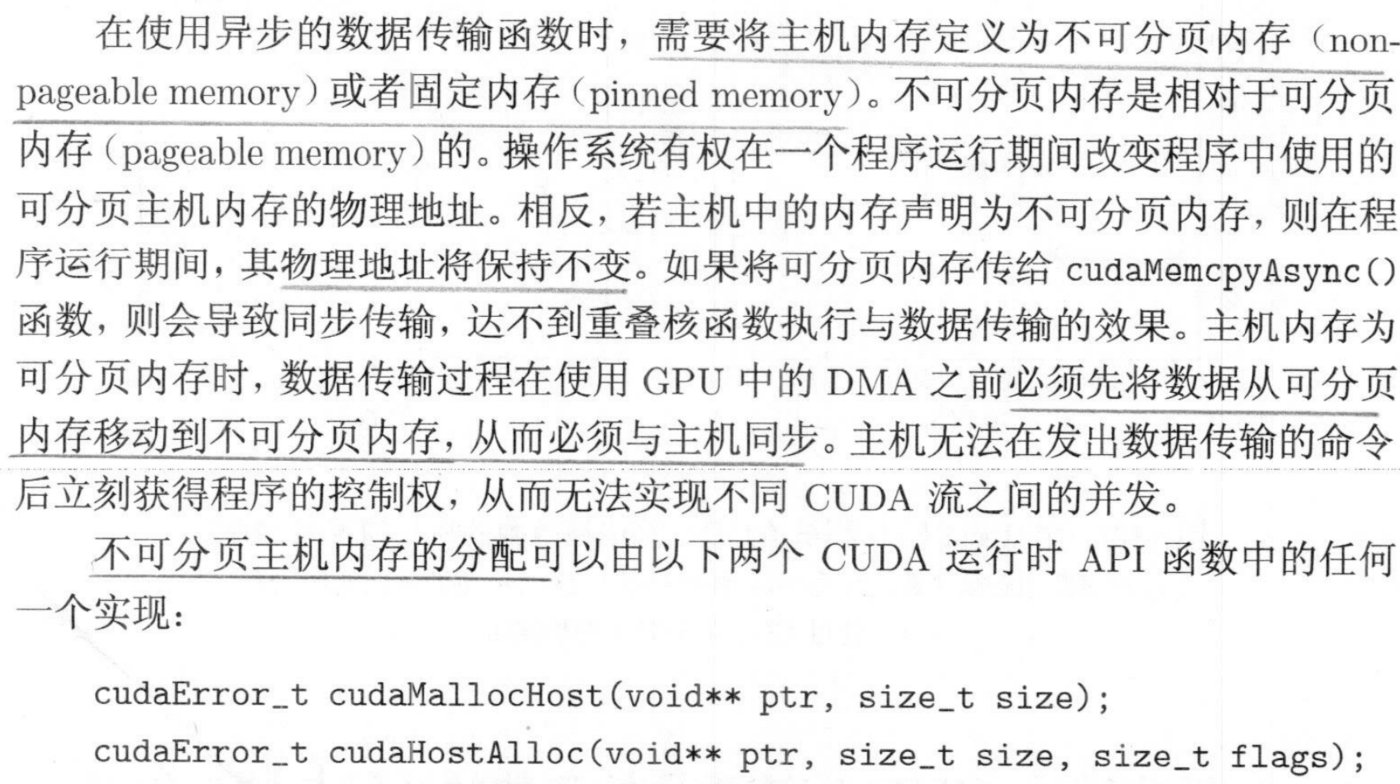 在使用异步的数据传输函数时，需要将主机内存定义为不可分页内存（non-
pageable memory）或者固定内存（pinned memory）。不可分页内存是相对于可分页
内存（pageable memory）的。操作系统有权在一个程序运行期间改变程序中使用的
可分页主机内存的物理地址。相反，若主机中的内存声明为不可分页内存，则在程
序运行期间，其物理地址将保持不变。如果将可分页内存传给 cudaMemcpyAsync()
函数，则会导致同步传输，达不到重叠核函数执行与数据传输的效果。主机内存为
可分页内存时，数据传输过程在使用 GPU 中的 DMA 之前必须先将数据从可分页
内存移动到不可分页内存，从而必须与主机同步。主机无法在发出数据传输的命令
后立刻获得程序的控制权，从而无法实现不同 CUDA 流之间的并发。
不可分页主机内存的分配可以由以下两个 CUDA 运行时 API 函数中的任何
一个实现：
cudaError_t cudaMallocHost(void** ptr, size_t size);
cudaError_t cudaHostAlloc(void** ptr, size_t size, size_t flags);